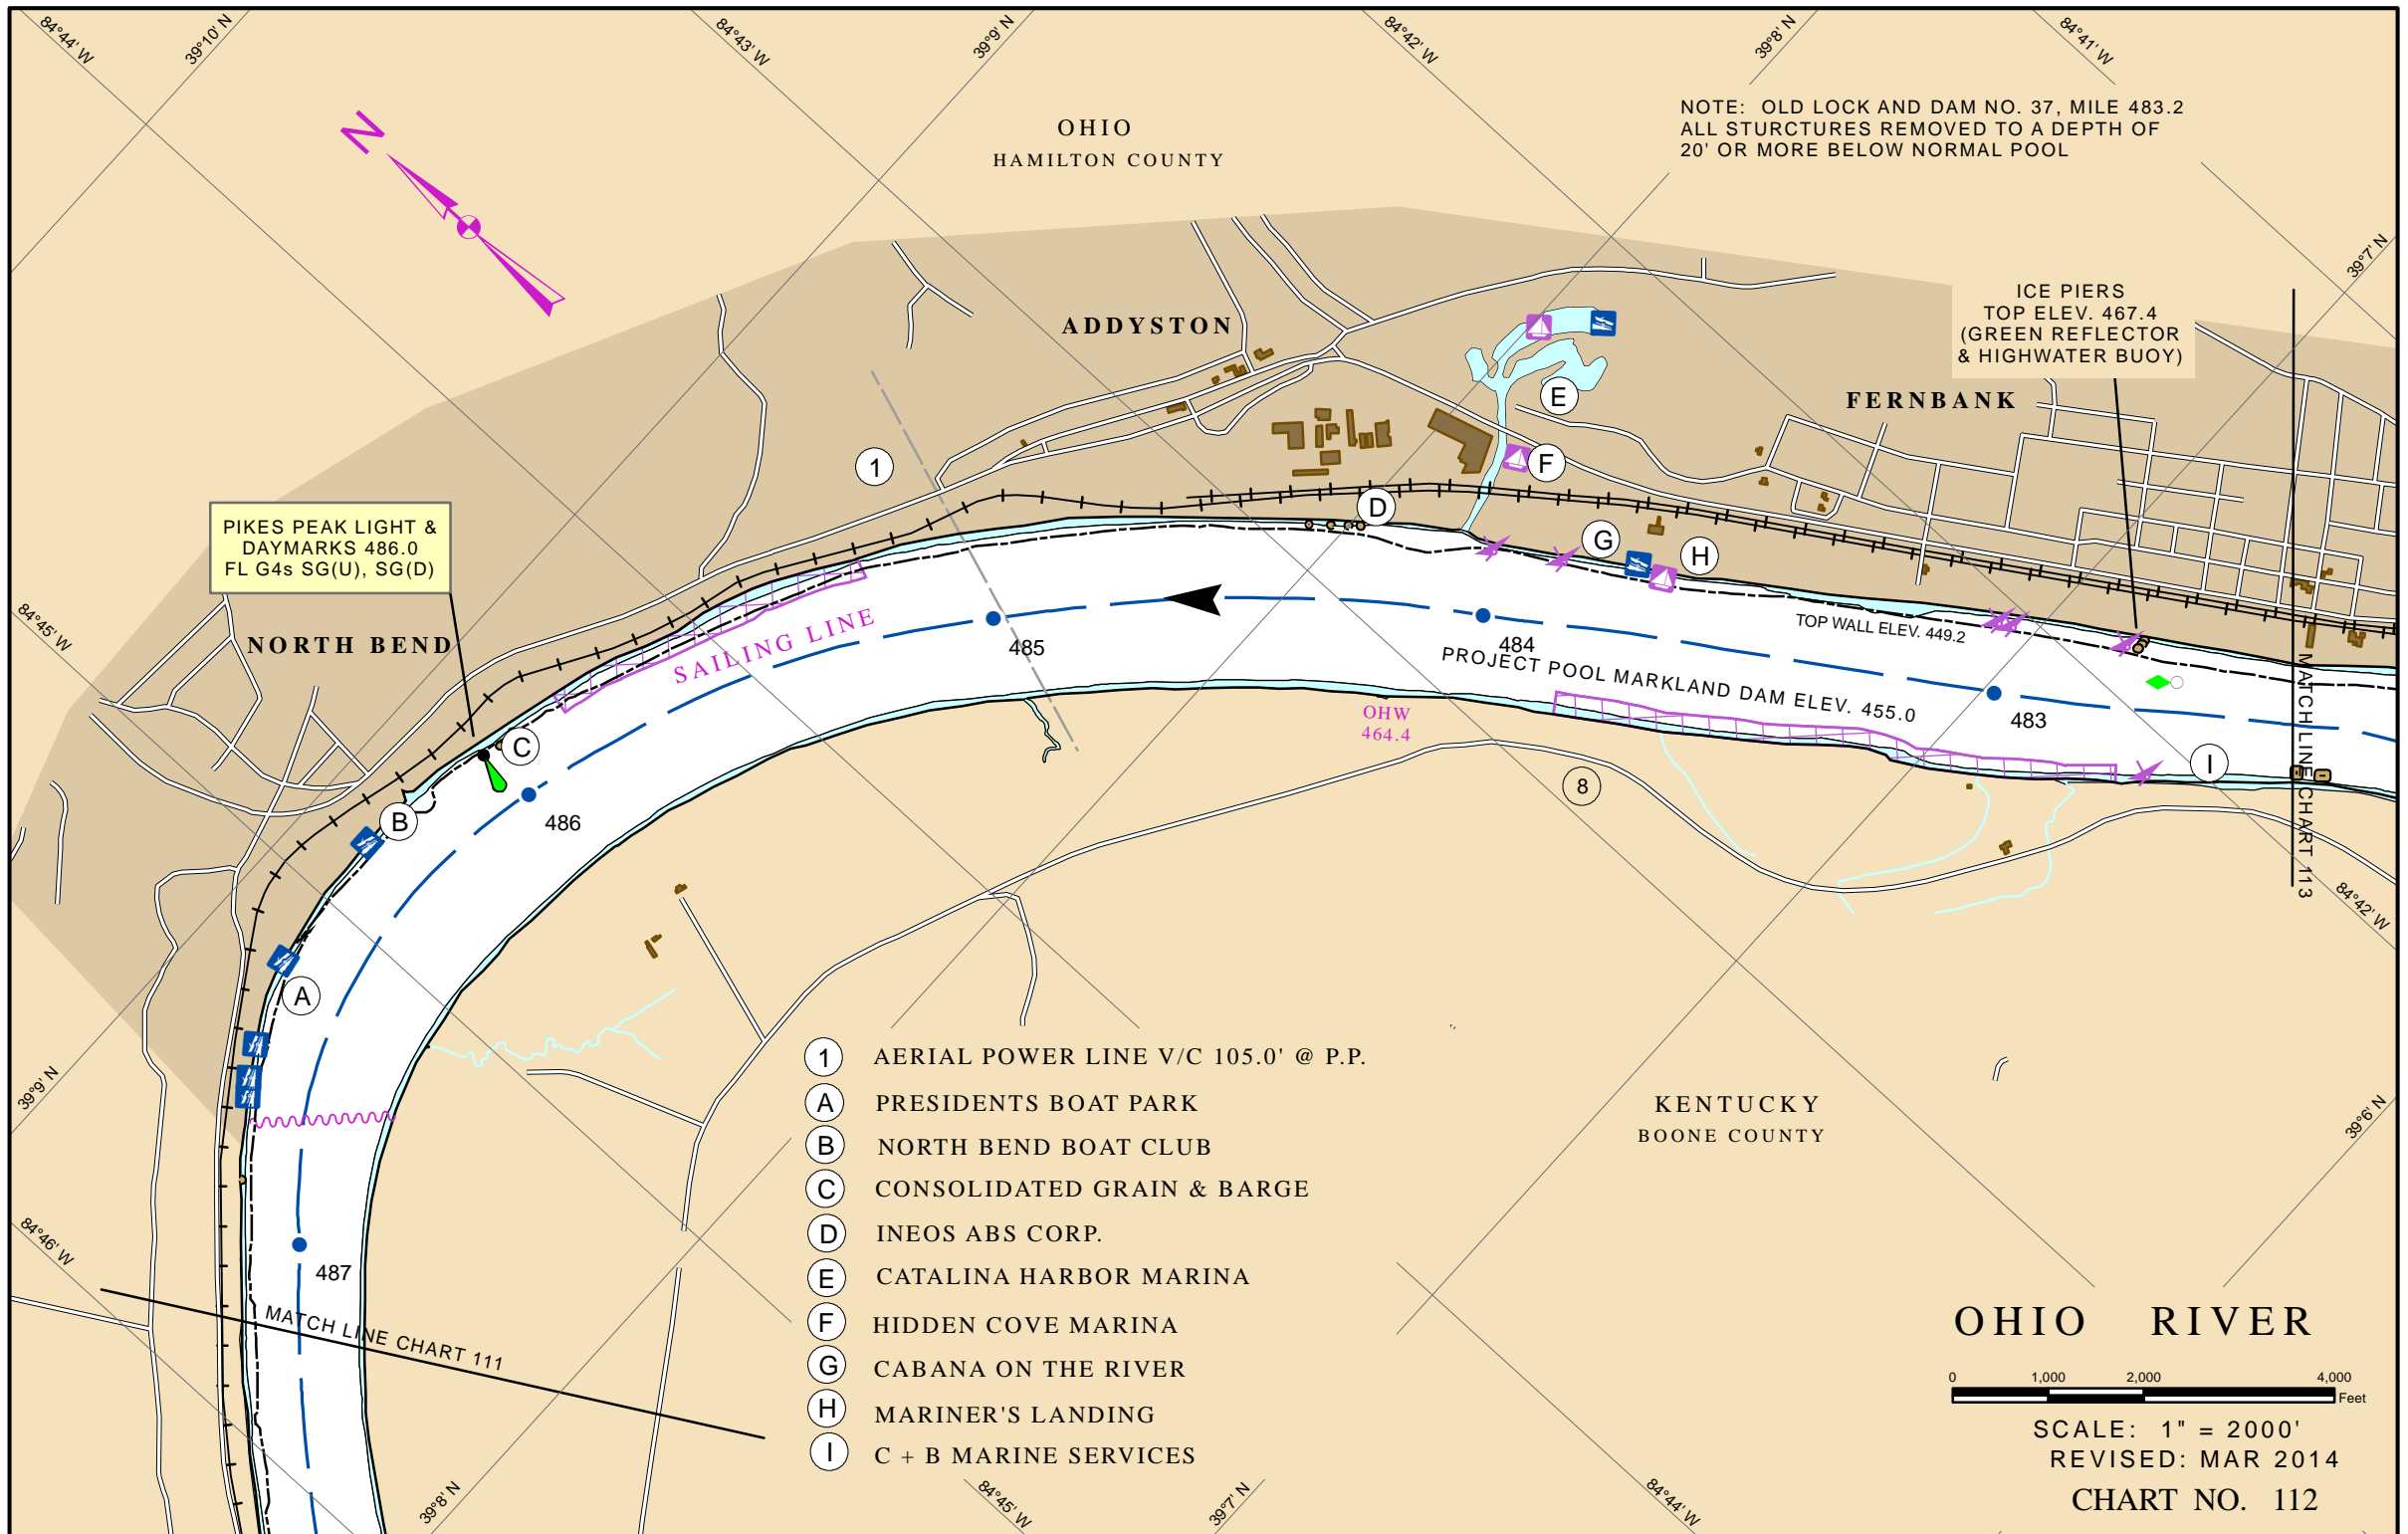 84°44' W
39°10' N
84°43' W
39°9' N
84°42' W
39°8' N
84°41' W
39°7' N
N
OHIO
HAMILTON COUNTY
NOTE: OLD LOCK AND DAM NO. 37, MILE 483.2
ALL STURCTURES REMOVED TO A DEPTH OF
20' OR MORE BELOW NORMAL POOL
ICE PIERS
TOP ELEV. 467.4
(GREEN REFLECTOR
& HIGHWATER BUOY)
ADDYSTON
FERNBANK
E
F
1
D
G
H
PIKES PEAK LIGHT &
DAYMARKS 486.0
FL G4s SG(U), SG(D)
84°45' W
NORTH BEND
SAILING LINE
485
484
TOP WALL ELEV. 449.2
PROJECT POOL MARKLAND DAM ELEV. 455.0
483
OHW
464.4
MATCH LINE CHART 113
C
I
8
B
486
84°42' W
A
39°9' N
84°46' W
487
MATCH LINE CHART 111
KENTUCKY
BOONE COUNTY
39°6' N
1 AERIAL POWER LINE V/C 105.0' @ P.P.
A PRESIDENTS BOAT PARK
B NORTH BEND BOAT CLUB
C CONSOLIDATED GRAIN & BARGE
D INEOS ABS CORP.
E CATALINA HARBOR MARINA
F HIDDEN COVE MARINA
G CABANA ON THE RIVER
H MARINER'S LANDING
I C + B MARINE SERVICES
39°8' N
84°45' W
39°7' N
84°44' W
OHIO RIVER
0 1,000 2,000 4,000
Feet
SCALE: 1" = 2000'
REVISED: MAR 2014
CHART NO. 112